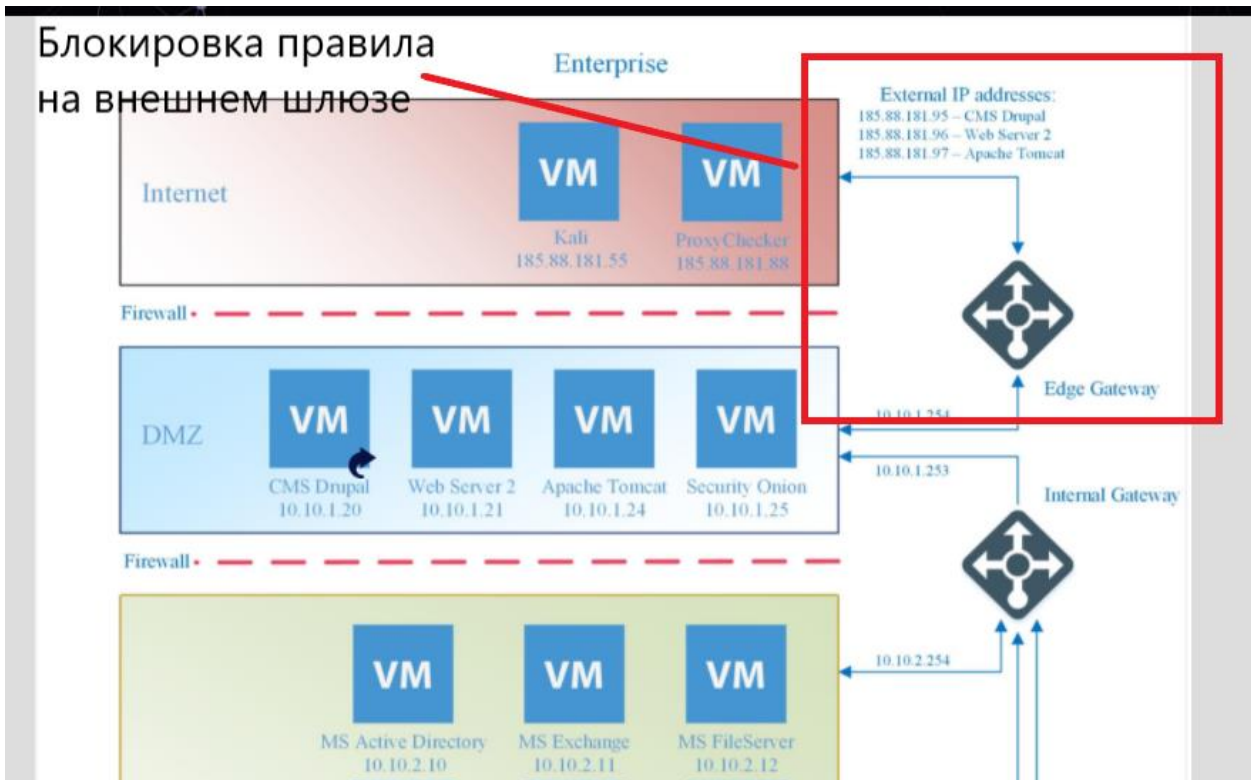 Блокировка правила
на внешнем шлюзе
Enterprise
External IP addresses:
185.88.181.95 – CMS Drupal
185.88.181.96 – Web Server 2
185.88.181.97 – Apache Tomcat
Internet
VM
VM
Kali
185.88.181.55
ProxyChecker
185.88.181.88
Firewall
Edge Gateway
10.10.1.254
DMZ
VM
VM
VM
VM
CMS Drupal
10.10.1.20
Web Server 2
10.10.1.21
Apache Tomcat
10.10.1.24
Security Onion
10.10.1.25
10.10.1.253
Internal Gateway
Firewall
VM
VM
VM
10.10.2.254
MS Active Directory
10.10.2.10
MS Exchange
10.10.2.11
MS FileServer
10.10.2.12